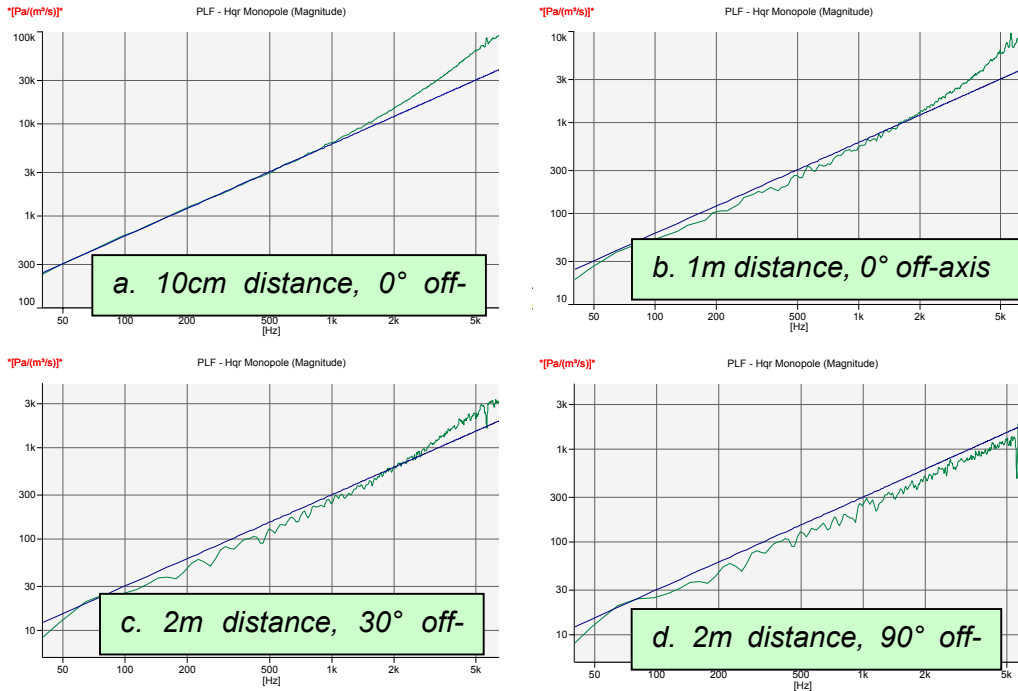 *[Pa/(m³/s)]*
PLF - Hqr Monopole (Magnitude)
100k
30k
10k
3k
1k
300
100
a. 10cm distance, 0° off-
50 100 200 500 1k 2k 5k
[Hz]
*[Pa/(m³/s)]*
PLF - Hqr Monopole (Magnitude)
10k
3k
1k
300
100
30
10
b. 1m distance, 0° off-axis
50 100 200 500 1k 2k 5k
[Hz]
*[Pa/(m³/s)]*
PLF - Hqr Monopole (Magnitude)
3k
1k
300
100
30
10
c. 2m distance, 30° off-
50 100 200 500 1k 2k 5k
[Hz]
*[Pa/(m³/s)]*
PLF - Hqr Monopole (Magnitude)
3k
1k
300
100
30
10
d. 2m distance, 90° off-
50 100 200 500 1k 2k 5k
[Hz]